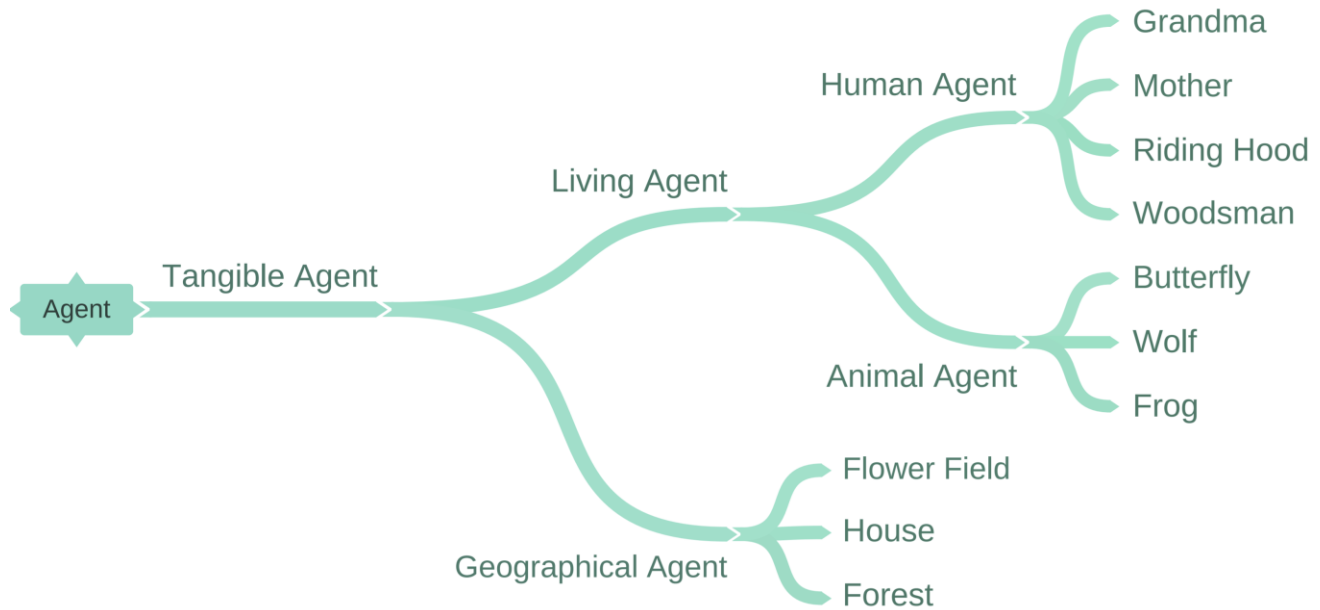 Grandma
Human Agent
Mother
Riding Hood
Living Agent
Woodsman
Tangible Agent
Butterfly
Agent
Wolf
Animal Agent
Frog
Flower Field
House
Geographical Agent
Forest